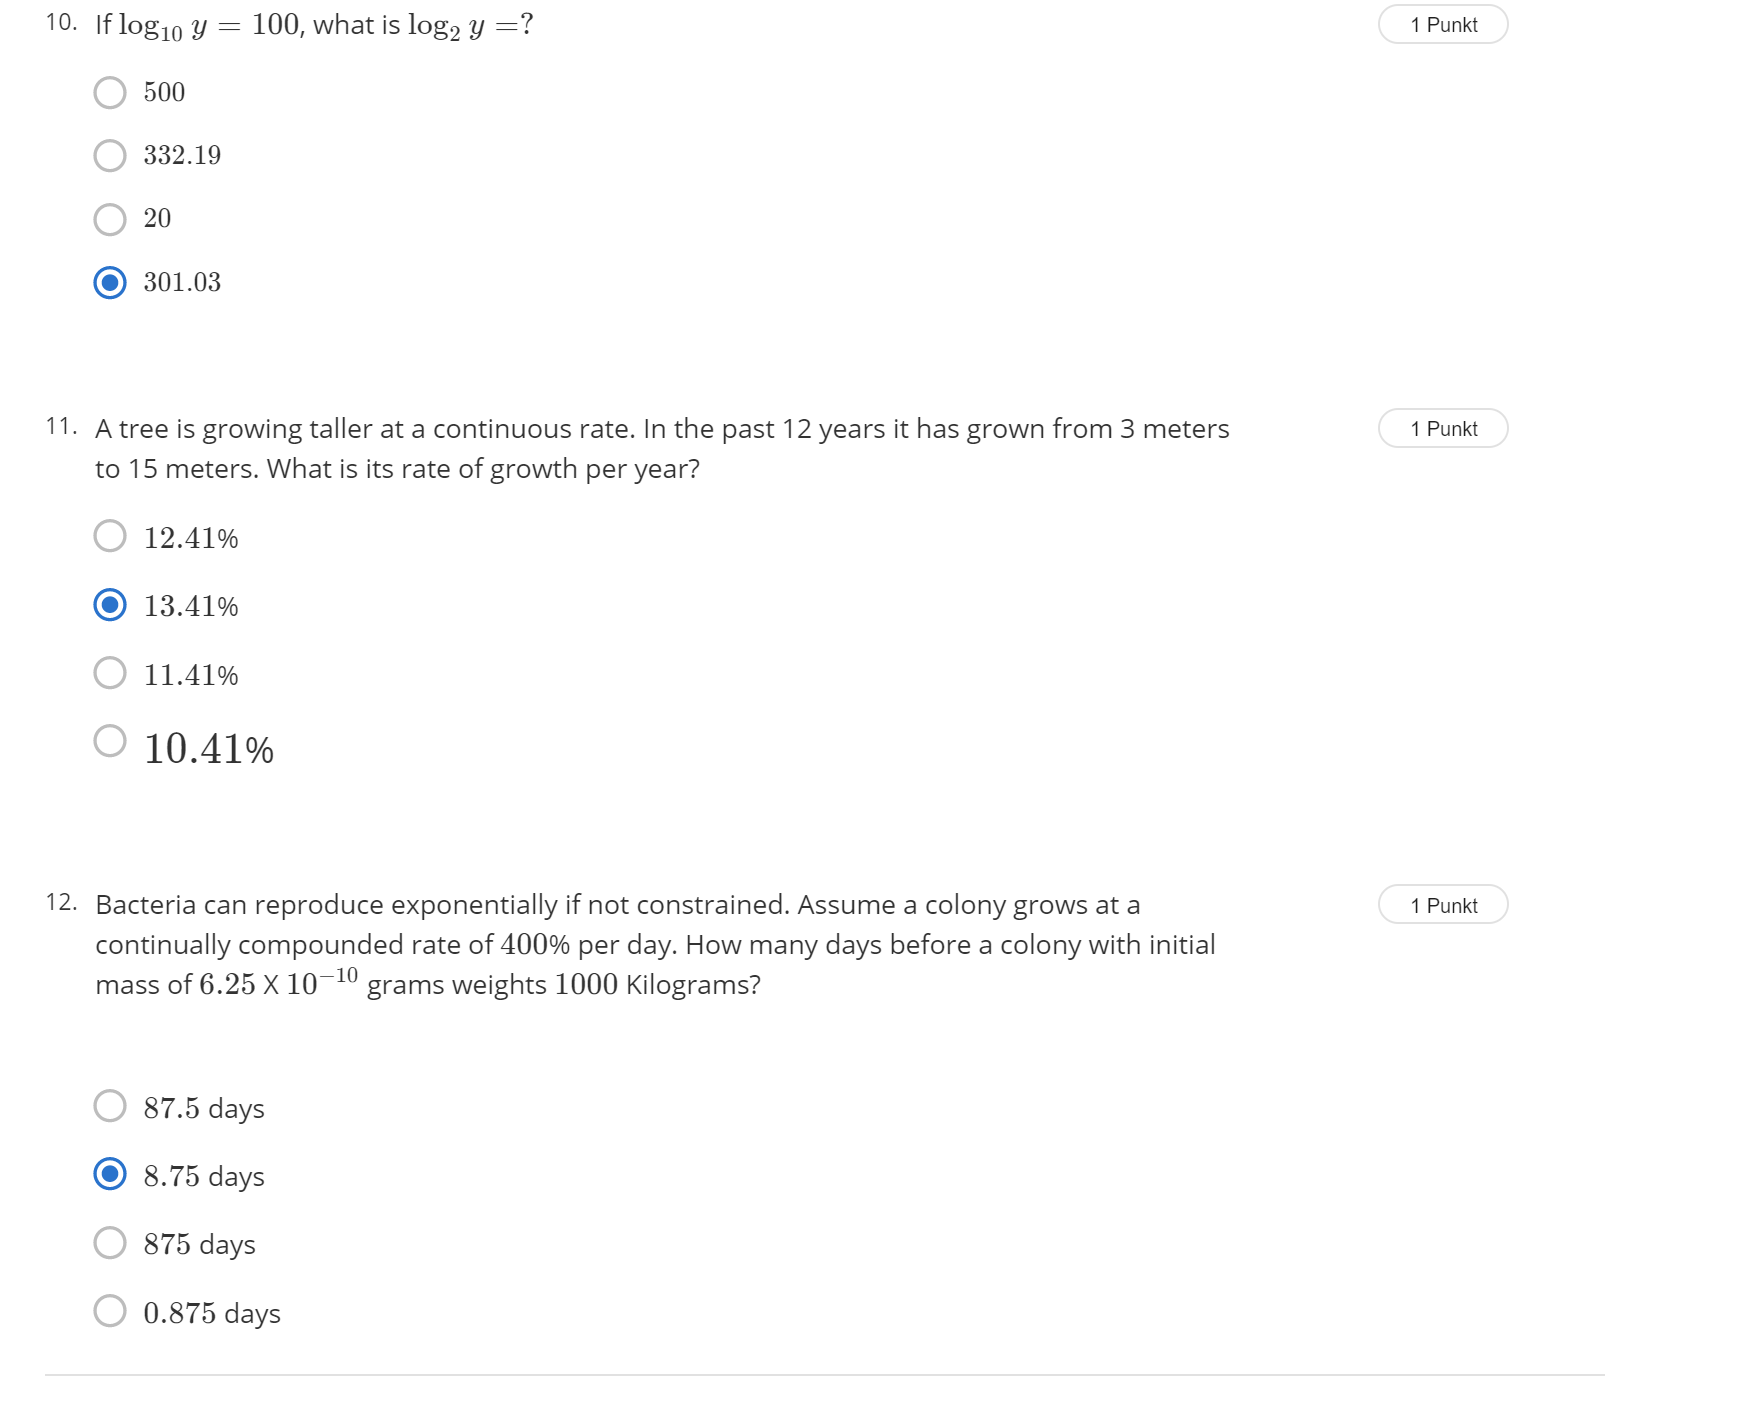 10. If log₁₀ y = 100, what is log₂ y =?
1 Punkt
500
332.19
20
301.03
11. A tree is growing taller at a continuous rate. In the past 12 years it has grown from 3 meters
1 Punkt
to 15 meters. What is its rate of growth per year?
12.41%
13.41%
11.41%
10.41%
12. Bacteria can reproduce exponentially if not constrained. Assume a colony grows at a
1 Punkt
continually compounded rate of 400% per day. How many days before a colony with initial
mass of 6.25 X 10⁻¹⁰ grams weights 1000 Kilograms?
87.5 days
8.75 days
875 days
0.875 days